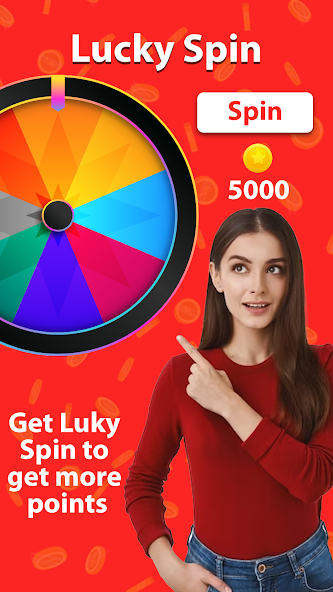 Lucky Spin
Spin
5000
Get Luky
Spin to
get more
points